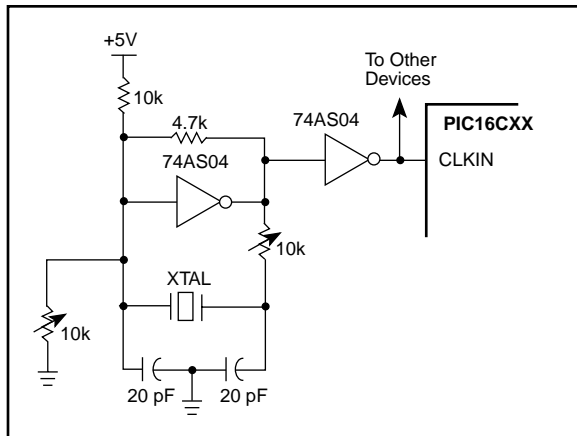 +5V
10k
4.7k
74AS04
74AS04
To Other
Devices
PIC16CXX
CLKIN
10k
XTAL
10k
20 pF
20 pF